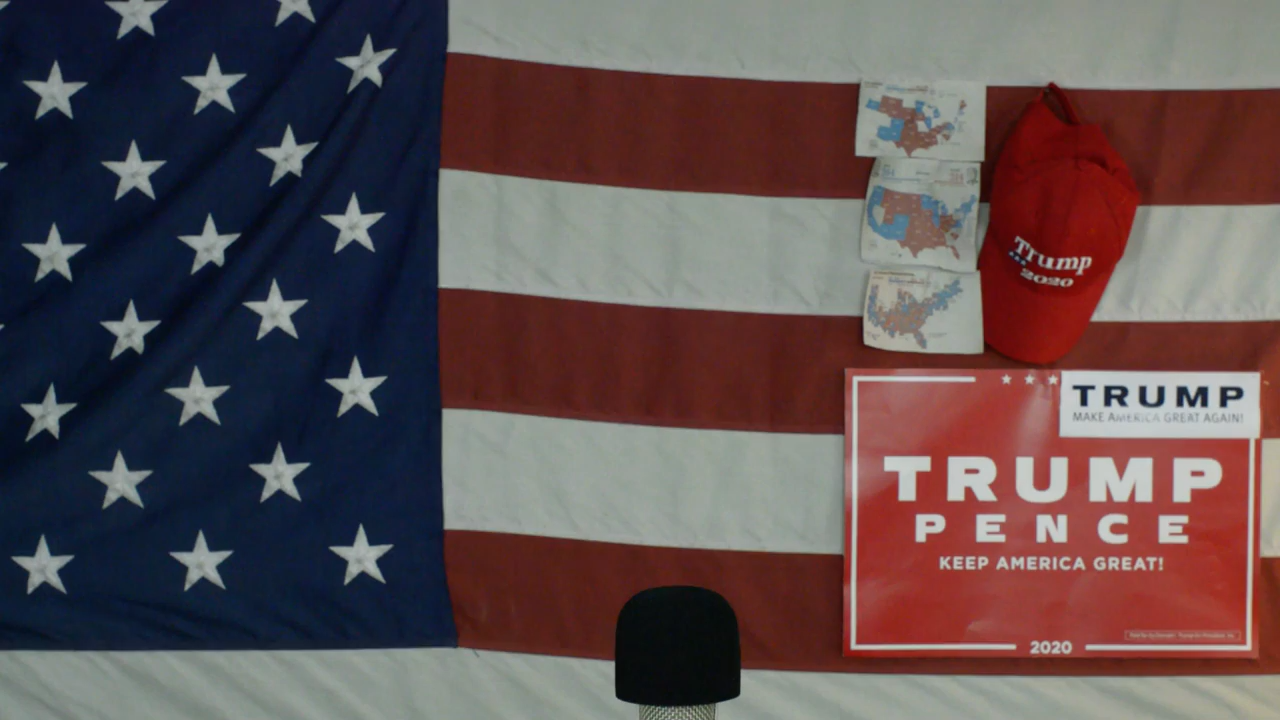 Trump
2020
TRUMP
MAKE AMERICA GREAT AGAIN!
TRUMP
PENCE
KEEP AMERICA GREAT!
2020